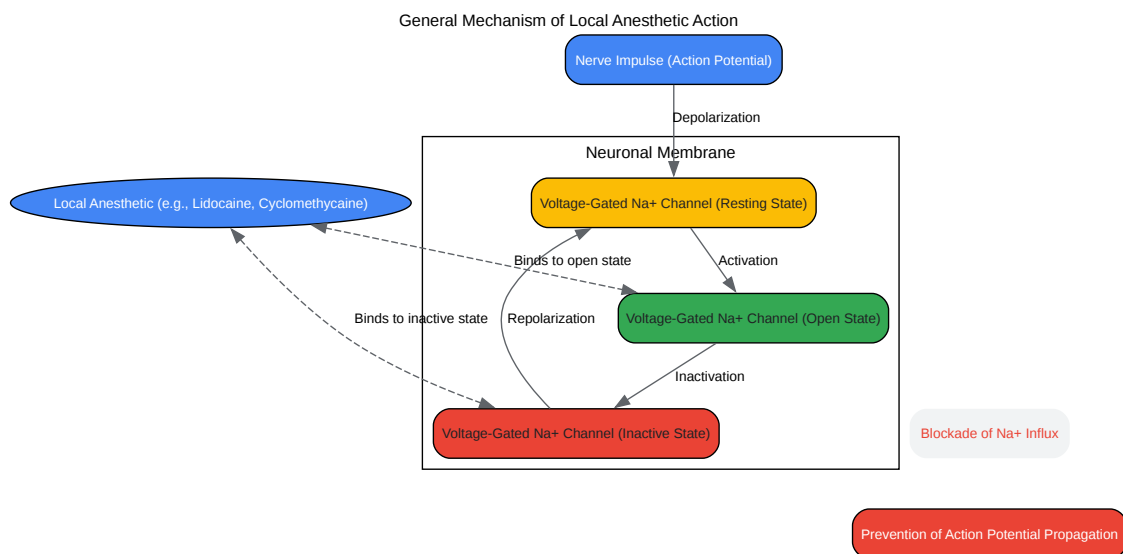 General Mechanism of Local Anesthetic Action
Nerve Impulse (Action Potential)
Depolarization
Neuronal Membrane
Local Anesthetic (e.g., Lidocaine, Cyclomethycaine)
Voltage-Gated Na+ Channel (Resting State)
Binds to open state
Activation
Voltage-Gated Na+ Channel (Open State)
Binds to inactive state
Repolarization
Inactivation
Voltage-Gated Na+ Channel (Inactive State)
Blockade of Na+ Influx
Prevention of Action Potential Propagation